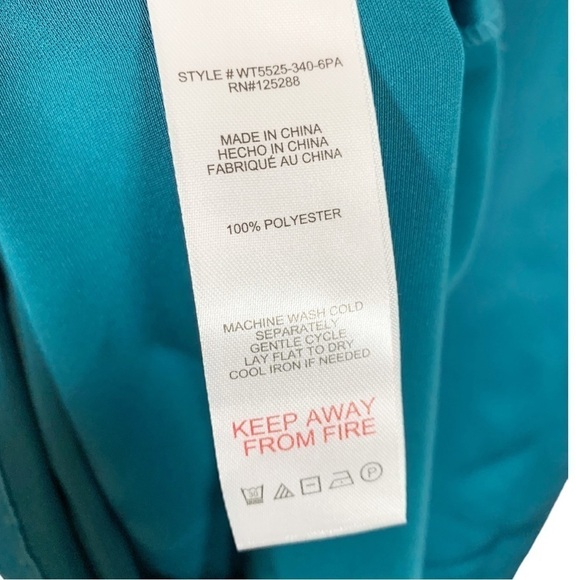 STYLE # WT5525-340-6PA
RN#125288
MADE IN CHINA
HECHO IN CHINA
FABRIQUÉ AU CHINA
100% POLYESTER
MACHINE WASH COLD
SEPARATELY
GENTLE CYCLE
LAY FLAT TO DRY
COOL IRON IF NEEDED
KEEP AWAY
FROM FIRE
30 P